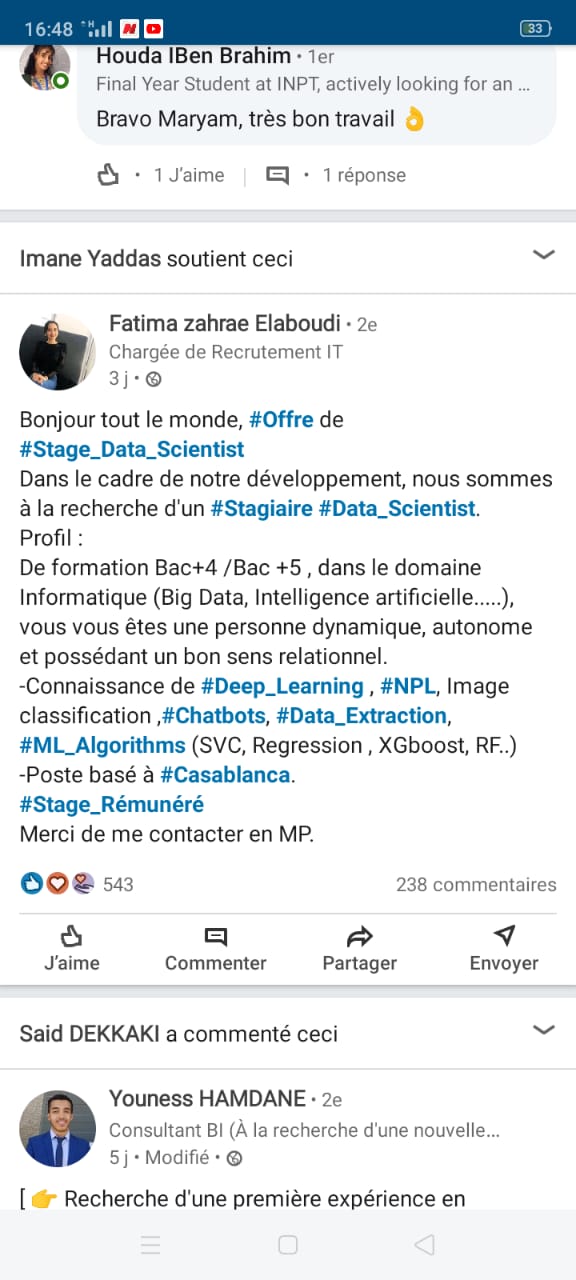 16:48
33
Houda IBen Brahim • 1er
Final Year Student at INPT, actively looking for an ...
Bravo Maryam, très bon travail 👌
• 1 J'aime | • 1 réponse
Imane Yaddas soutient ceci
Fatima zahrae Elaboudi • 2e
Chargée de Recrutement IT
3 j •
Bonjour tout le monde, #Offre de
#Stage_Data_Scientist
Dans le cadre de notre développement, nous sommes
à la recherche d'un #Stagiaire #Data_Scientist.
Profil :
De formation Bac+4 /Bac +5 , dans le domaine
Informatique (Big Data, Intelligence artificielle.....),
vous vous êtes une personne dynamique, autonome
et possédant un bon sens relationnel.
-Connaissance de #Deep_Learning , #NPL, Image
classification ,#Chatbots, #Data_Extraction,
#ML_Algorithms (SVC, Regression , XGboost, RF..)
-Poste basé à #Casablanca.
#Stage_Rémunéré
Merci de me contacter en MP.
543
238 commentaires
J'aime Commenter Partager Envoyer
Said DEKKAKI a commenté ceci
Youness HAMDANE • 2e
Consultant BI (À la recherche d'une nouvelle...
5 j • Modifié •
[ 👉 Recherche d'une première expérience en